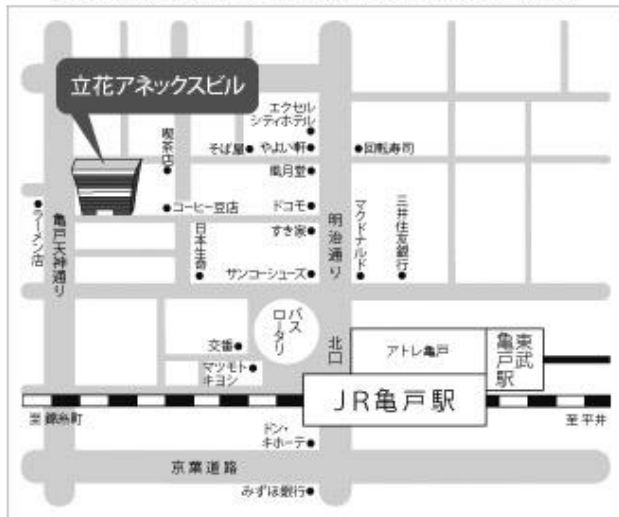 立花アネックスビル
エクセル
シティホテル
喫茶店
そば屋
やよい軒
回転寿司
風月堂
コーヒー豆店
ドコモ
ラーメン店
亀戸天神通り
日本生命
すき家
明治通り
マクドナルド
三井住友銀行
サンコーシューズ
バス
ロータリー
北口
交番
マツモト
キヨシ
アトレ亀戸
東武
亀戸駅
JR亀戸駅
至 錦糸町
至 平井
ドン・
キホーテ
京葉道路
みずほ銀行